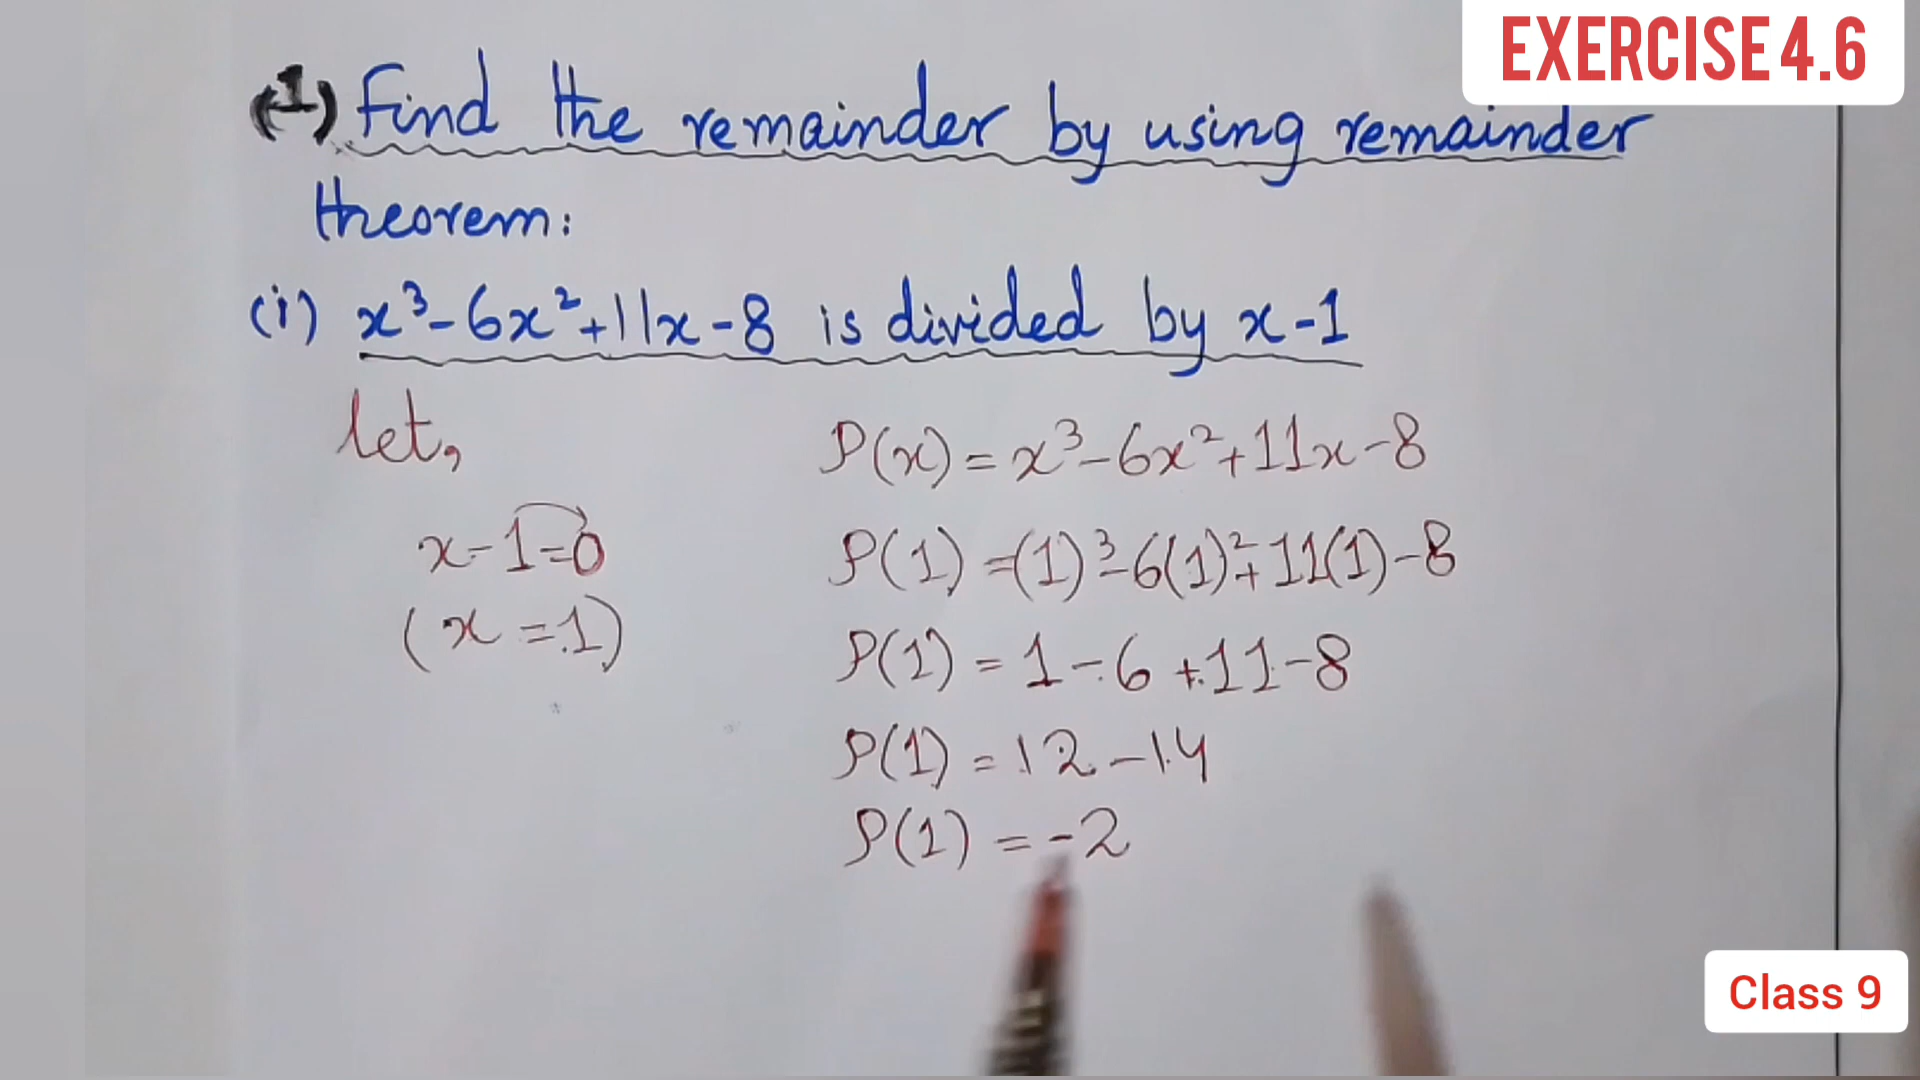 EXERCISE 4.6
(1) Find the remainder by using remainder
theorem:
(i) x³-6x²+11x-8 is divided by x-1
let,
P(x) = x³-6x²+11x-8
x-1=0
P(1) =(1)³-6(1)²+11(1)-8
(x=1)
P(1) = 1-6+11-8
P(1) = 12-14
P(1) = -2
Class 9